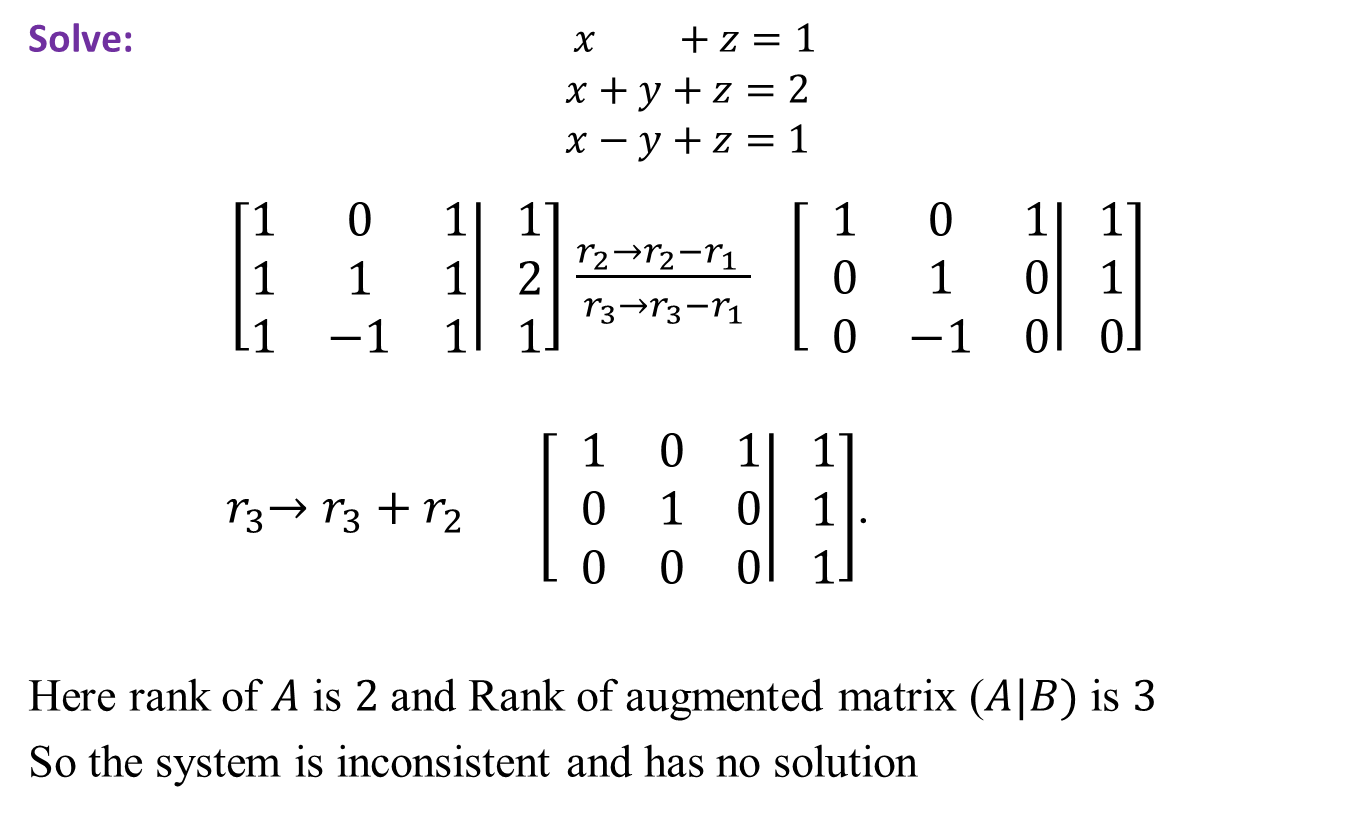 Solve:
x + z = 1
x + y + z = 2
x − y + z = 1
[1 0 1 | 1] r₂→r₂−r₁ [1 0 1 | 1]
[1 1 1 | 2] r₃→r₃−r₁ [0 1 0 | 1]
[1 −1 1 | 1] [0 −1 0 | 0]
[1 0 1 | 1]
r₃→ r₃ + r₂ [0 1 0 | 1].
[0 0 0 | 1]
Here rank of A is 2 and Rank of augmented matrix (A|B) is 3
So the system is inconsistent and has no solution